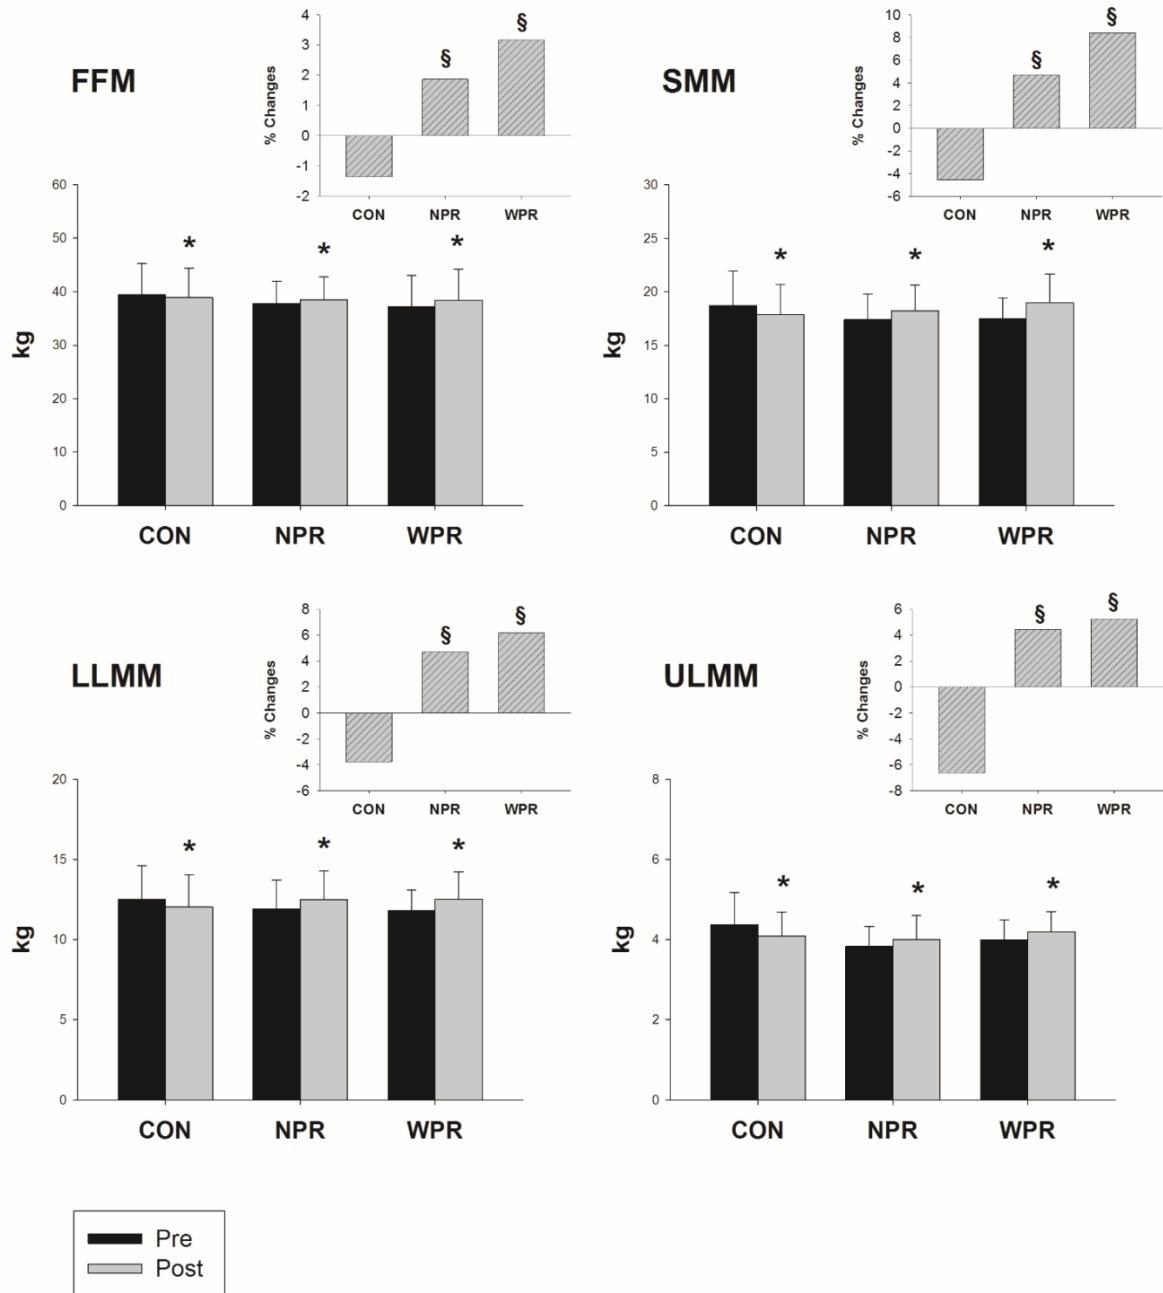 FFM
% Changes
4
3
2
1
0
-1
-2
§
§
CON NPR WPR
kg
60
50
40
30
20
10
0
* * *
CON NPR WPR
SMM
% Changes
10
8
6
4
2
0
-2
-4
-6
§
§
CON NPR WPR
kg
30
25
20
15
10
5
0
* * *
CON NPR WPR
LLMM
% Changes
8
6
4
2
0
-2
-4
-6
§
§
CON NPR WPR
kg
20
15
10
5
0
* * *
CON NPR WPR
ULMM
% Changes
6
4
2
0
-2
-4
-6
-8
§
§
CON NPR WPR
kg
8
6
4
2
0
* * *
CON NPR WPR
Pre
Post